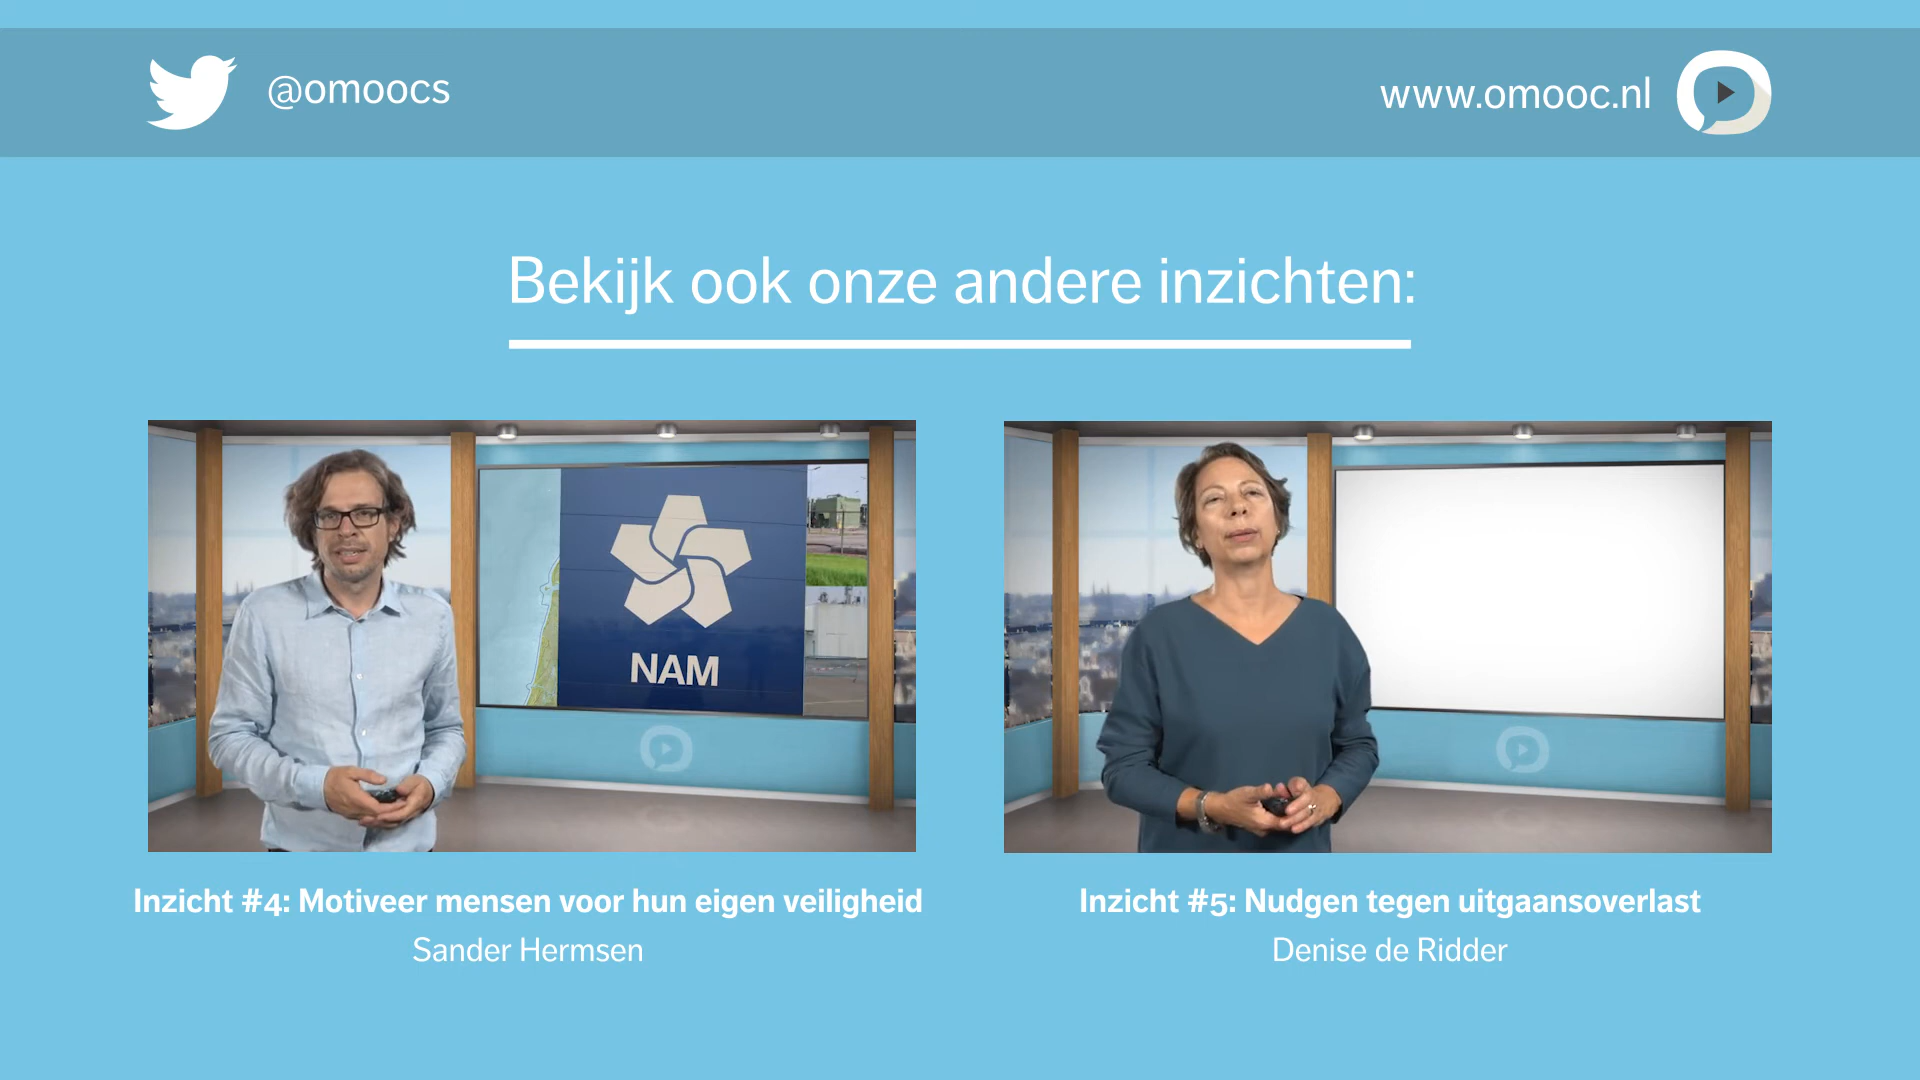 @omoocs
www.omooc.nl
Bekijk ook onze andere inzichten:
NAM
Inzicht #4: Motiveer mensen voor hun eigen veiligheid
Sander Hermsen
Inzicht #5: Nudgen tegen uitgaansoverlast
Denise de Ridder